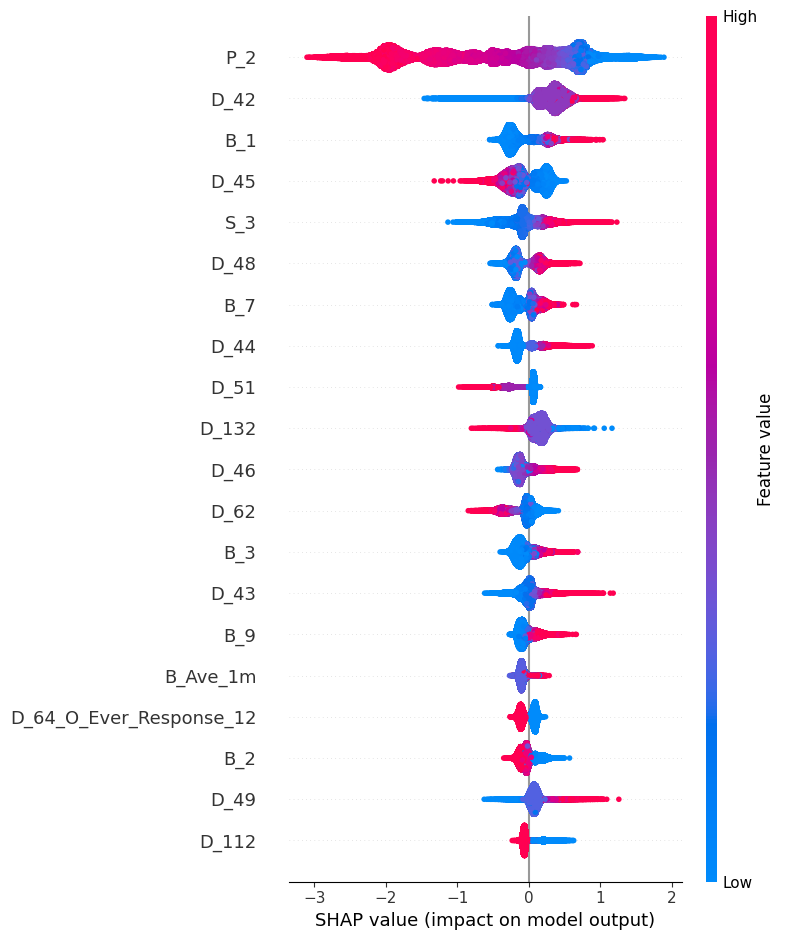 High
P_2
D_42
B_1
D_45
S_3
D_48
B_7
D_44
D_51
D_132
D_46
D_62
B_3
D_43
B_9
B_Ave_1m
D_64_O_Ever_Response_12
B_2
D_49
D_112
Feature value
Low
−3 −2 −1 0 1 2
SHAP value (impact on model output)